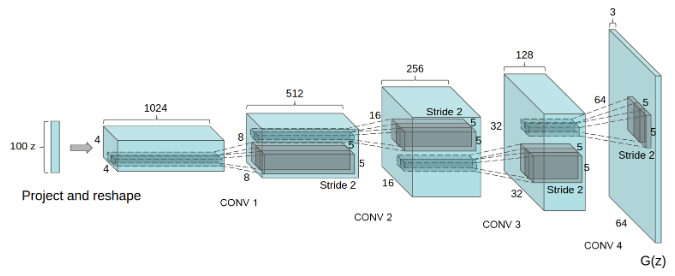 100 z
Project and reshape
1024
4
4
CONV 1
512
8
8
5
5
Stride 2
CONV 2
256
16
16
Stride 2
5
5
CONV 3
128
32
32
5
5
Stride 2
CONV 4
3
64
64
5
5
Stride 2
G(z)